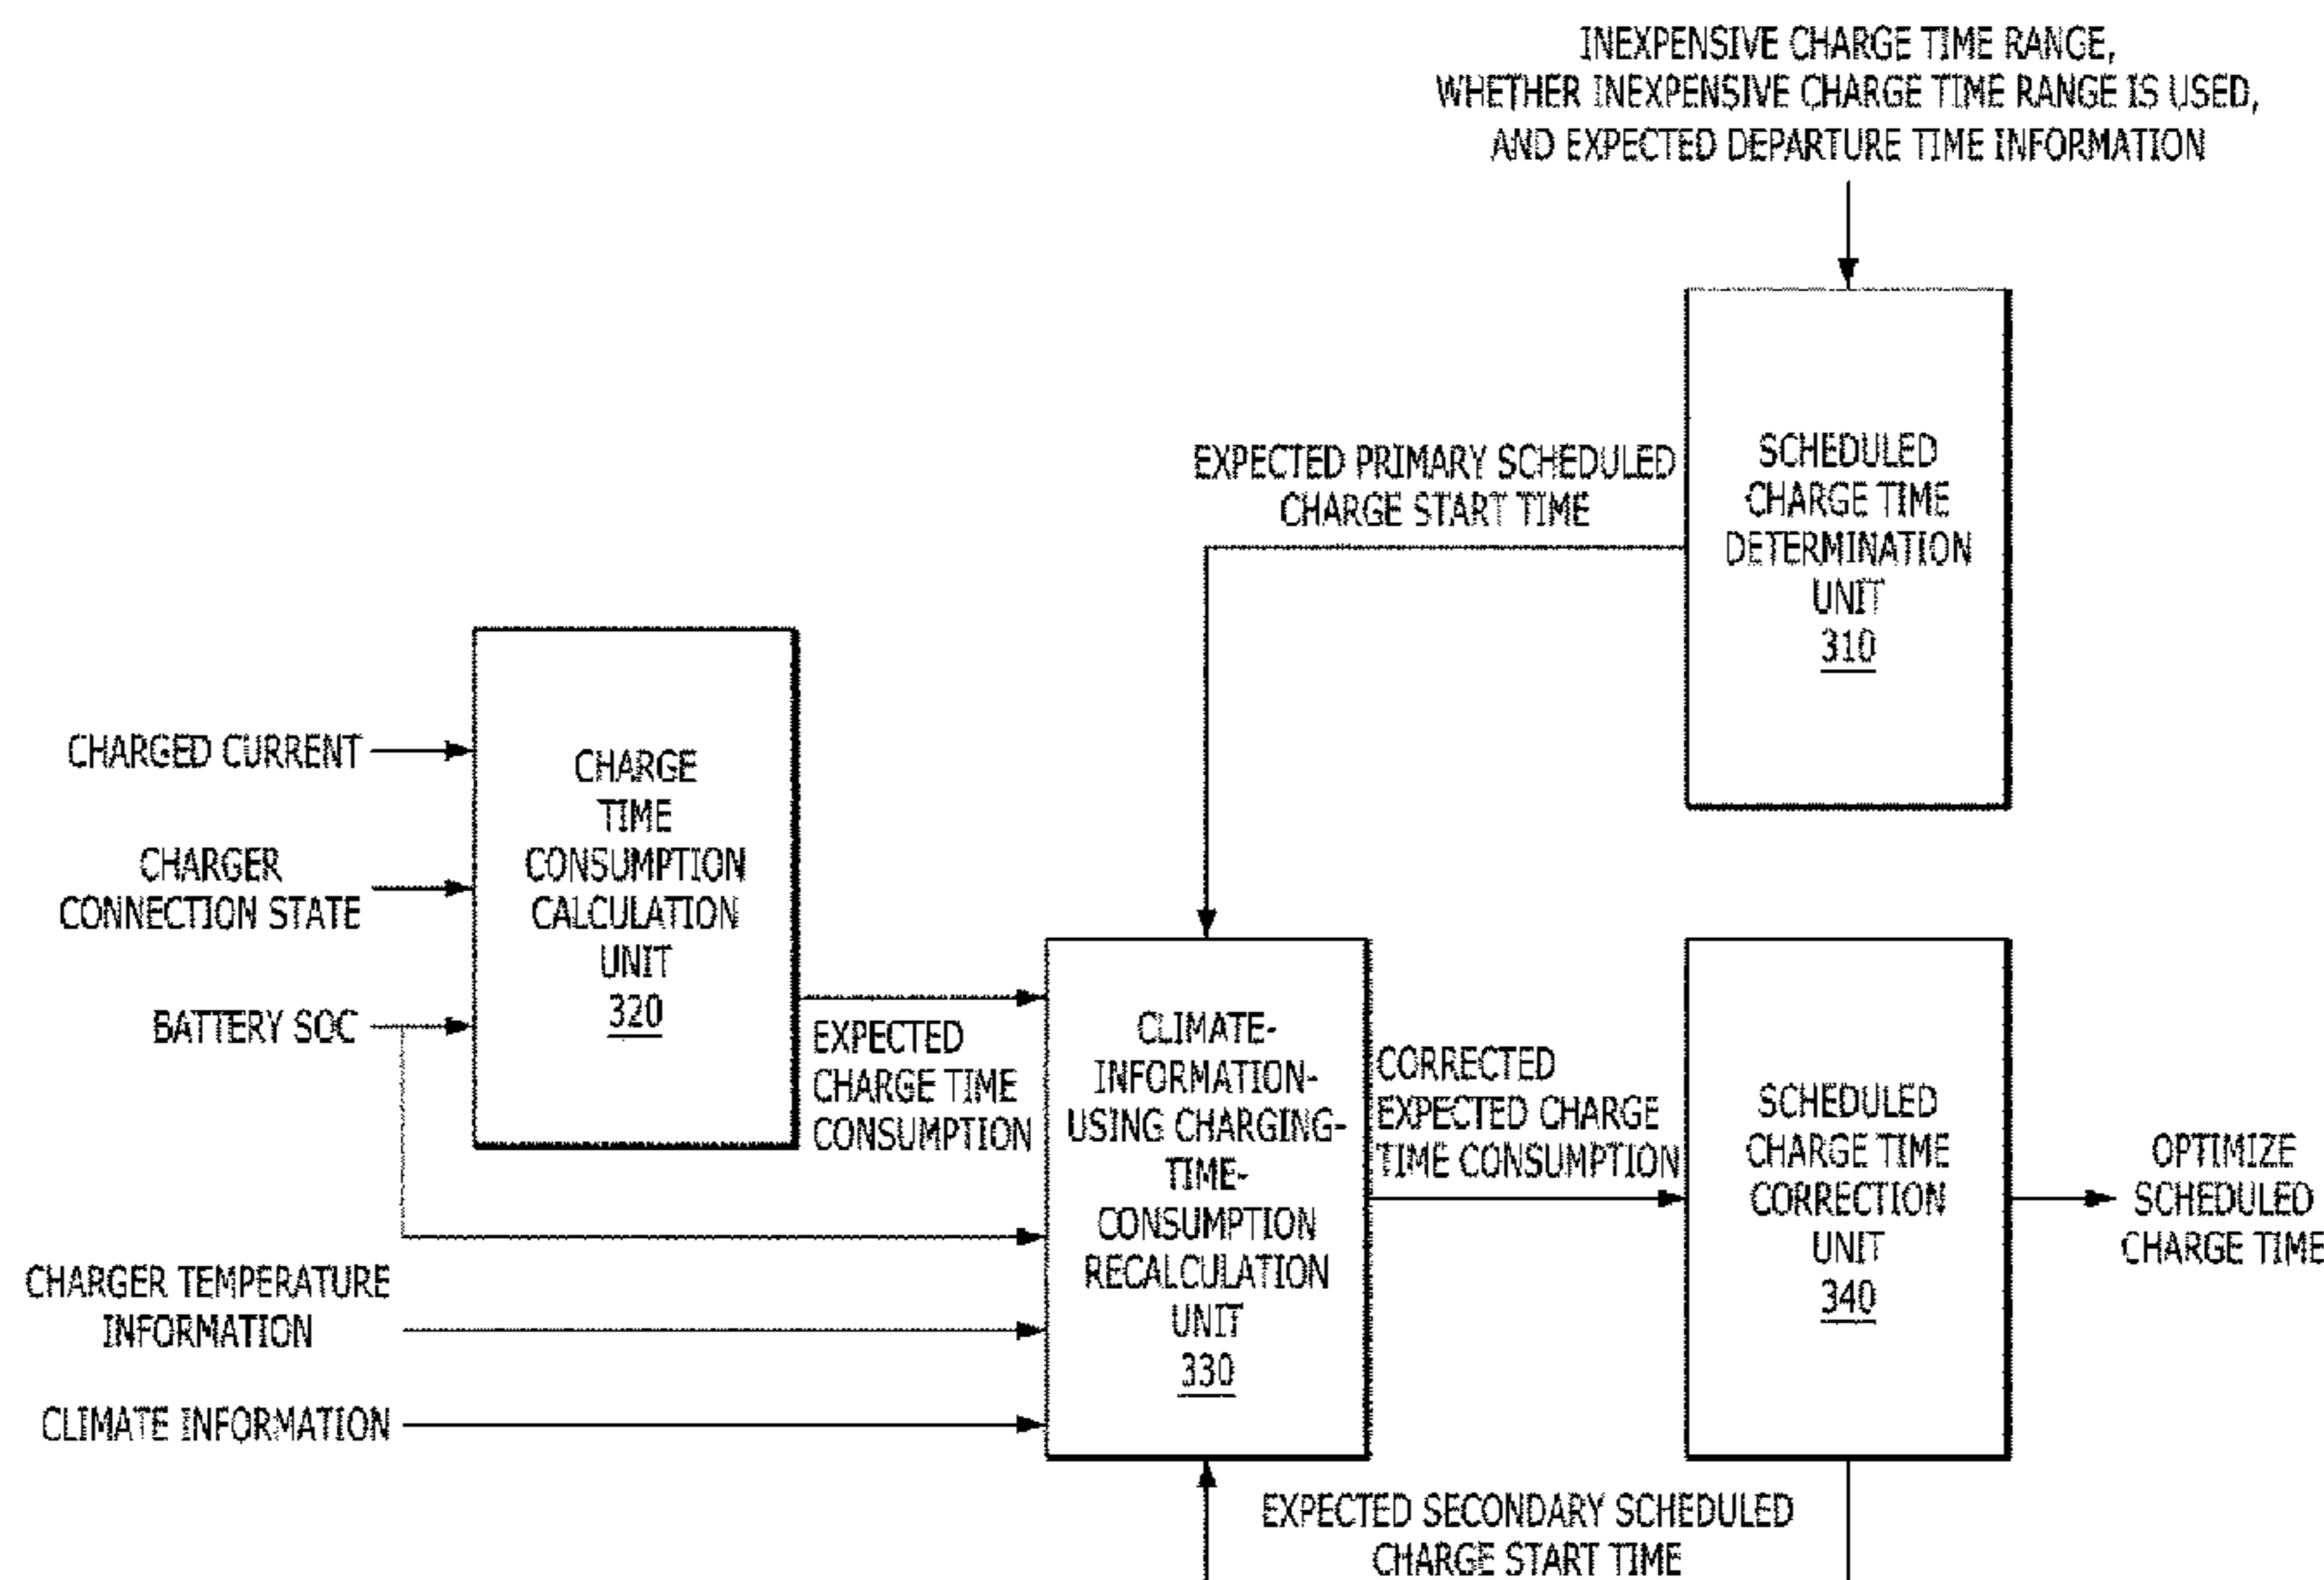 INEXPENSIVE CHARGE TIME RANGE,
WHETHER INEXPENSIVE CHARGE TIME RANGE IS USED,
AND EXPECTED DEPARTURE TIME INFORMATION
EXPECTED PRIMARY SCHEDULED
CHARGE START TIME
SCHEDULED
CHARGE TIME
DETERMINATION
UNIT
310
CHARGED CURRENT
CHARGER
CONNECTION STATE
BATTERY SOC
CHARGE
TIME
CONSUMPTION
CALCULATION
UNIT
320
EXPECTED
CHARGE TIME
CONSUMPTION
CHARGER TEMPERATURE
INFORMATION
CLIMATE INFORMATION
CLIMATE-
INFORMATION-
USING CHARGING-
TIME-
CONSUMPTION
RECALCULATION
UNIT
330
CORRECTED
EXPECTED CHARGE
TIME CONSUMPTION
SCHEDULED
CHARGE TIME
CORRECTION
UNIT
340
OPTIMIZE
SCHEDULED
CHARGE TIME
EXPECTED SECONDARY SCHEDULED
CHARGE START TIME